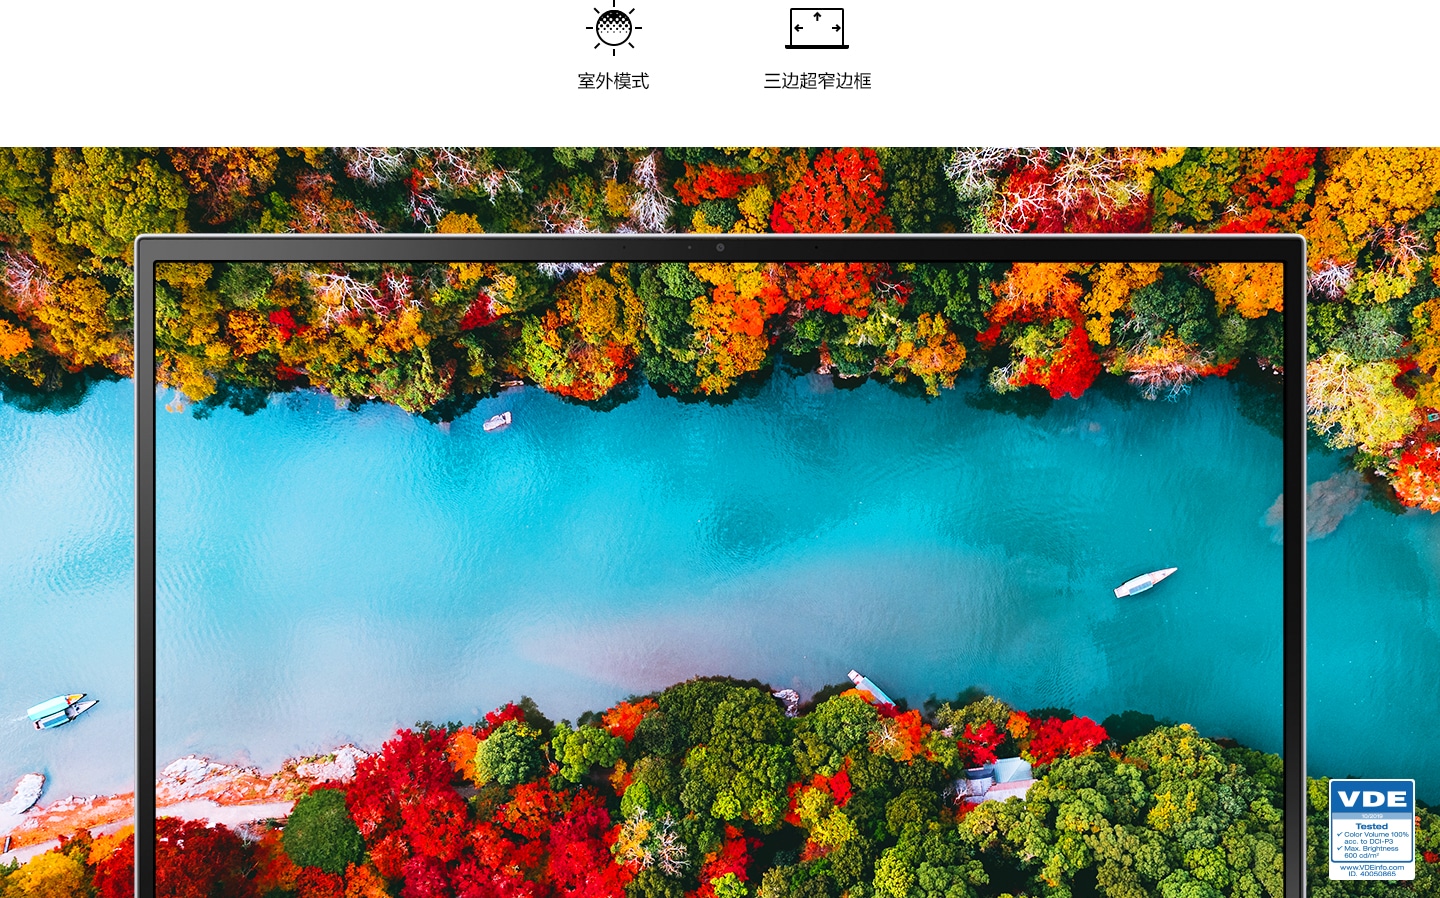 室外模式
三边超窄边框
VDE
10/2019
Tested
✓ Color Volume 100%
acc. to DCI-P3
✓ Max. Brightness
600 cd/m²
www.VDEinfo.com
ID. 40050865